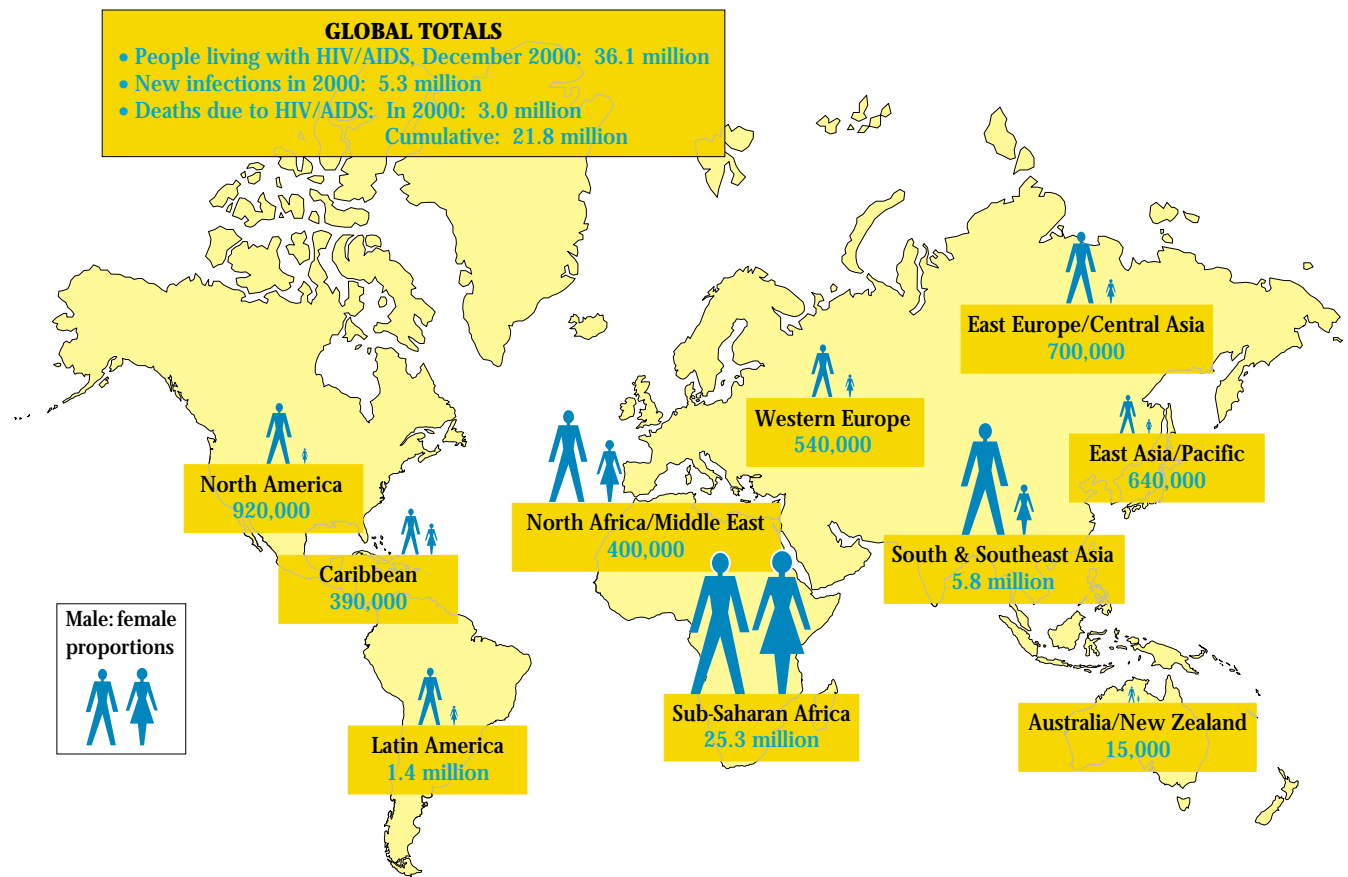 GLOBAL TOTALS
• People living with HIV/AIDS, December 2000: 36.1 million
• New infections in 2000: 5.3 million
• Deaths due to HIV/AIDS: In 2000: 3.0 million
Cumulative: 21.8 million
East Europe/Central Asia
700,000
Western Europe
540,000
East Asia/Pacific
640,000
North America
920,000
North Africa/Middle East
400,000
South & Southeast Asia
5.8 million
Caribbean
390,000
Male: female
proportions
Sub-Saharan Africa
25.3 million
Australia/New Zealand
15,000
Latin America
1.4 million